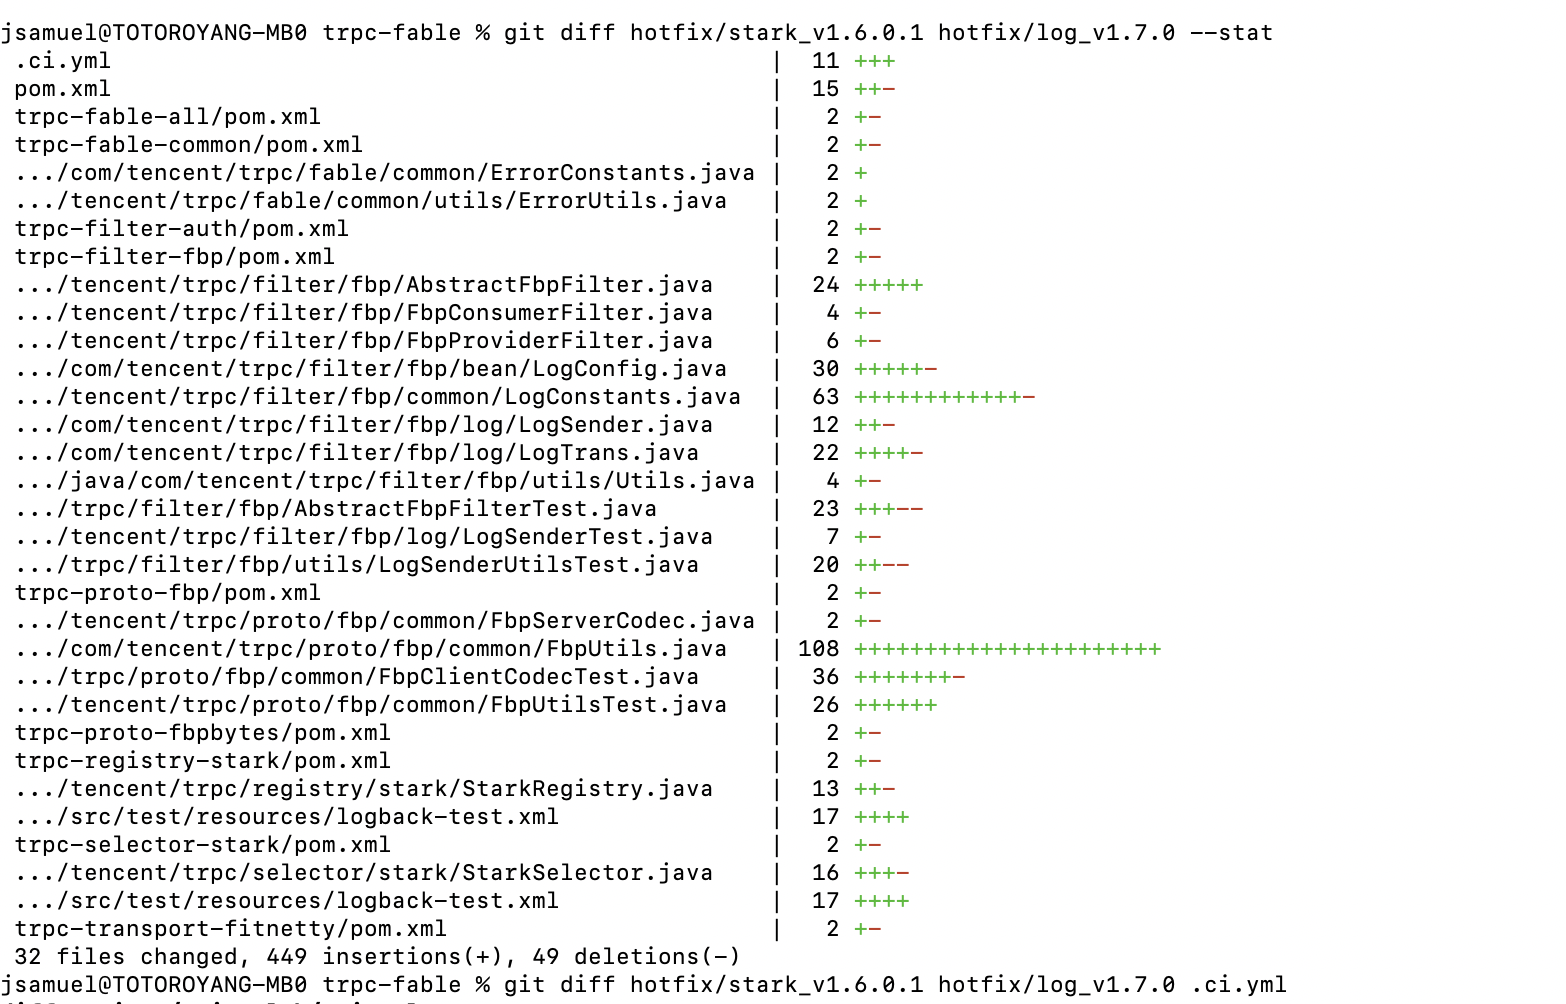 jsamuel@TOTOROYANG-MB0 trpc-fable % git diff hotfix/stark_v1.6.0.1 hotfix/log_v1.7.0 --stat
.ci.yml | 11 +++
pom.xml | 15 ++-
trpc-fable-all/pom.xml | 2 +-
trpc-fable-common/pom.xml | 2 +-
.../com/tencent/trpc/fable/common/ErrorConstants.java | 2 +
.../tencent/trpc/fable/common/utils/ErrorUtils.java | 2 +
trpc-filter-auth/pom.xml | 2 +-
trpc-filter-fbp/pom.xml | 2 +-
.../tencent/trpc/filter/fbp/AbstractFbpFilter.java | 24 +++++
.../tencent/trpc/filter/fbp/FbpConsumerFilter.java | 4 +-
.../tencent/trpc/filter/fbp/FbpProviderFilter.java | 6 +-
.../com/tencent/trpc/filter/fbp/bean/LogConfig.java | 30 +++++-
.../com/tencent/trpc/filter/fbp/common/LogConstants.java | 63 ++++++++++++-
.../com/tencent/trpc/filter/fbp/log/LogSender.java | 12 ++-
.../com/tencent/trpc/filter/fbp/log/LogTrans.java | 22 ++++-
.../java/com/tencent/trpc/filter/fbp/utils/Utils.java | 4 +-
.../trpc/filter/fbp/AbstractFbpFilterTest.java | 23 +++--
.../tencent/trpc/filter/fbp/log/LogSenderTest.java | 7 +-
.../trpc/filter/fbp/utils/LogSenderUtilsTest.java | 20 ++--
trpc-proto-fbp/pom.xml | 2 +-
.../tencent/trpc/proto/fbp/common/FbpServerCodec.java | 2 +-
.../com/tencent/trpc/proto/fbp/common/FbpUtils.java | 108 ++++++++++++++++++++++
.../trpc/proto/fbp/common/FbpClientCodecTest.java | 36 +++++++-
.../tencent/trpc/proto/fbp/common/FbpUtilsTest.java | 26 ++++++
trpc-proto-fbpbytes/pom.xml | 2 +-
trpc-registry-stark/pom.xml | 2 +-
.../tencent/trpc/registry/stark/StarkRegistry.java | 13 ++-
.../src/test/resources/logback-test.xml | 17 ++++
trpc-selector-stark/pom.xml | 2 +-
.../tencent/trpc/selector/stark/StarkSelector.java | 16 +++-
.../src/test/resources/logback-test.xml | 17 ++++
trpc-transport-fitnetty/pom.xml | 2 +-
32 files changed, 449 insertions(+), 49 deletions(-)
jsamuel@TOTOROYANG-MB0 trpc-fable % git diff hotfix/stark_v1.6.0.1 hotfix/log_v1.7.0 .ci.yml